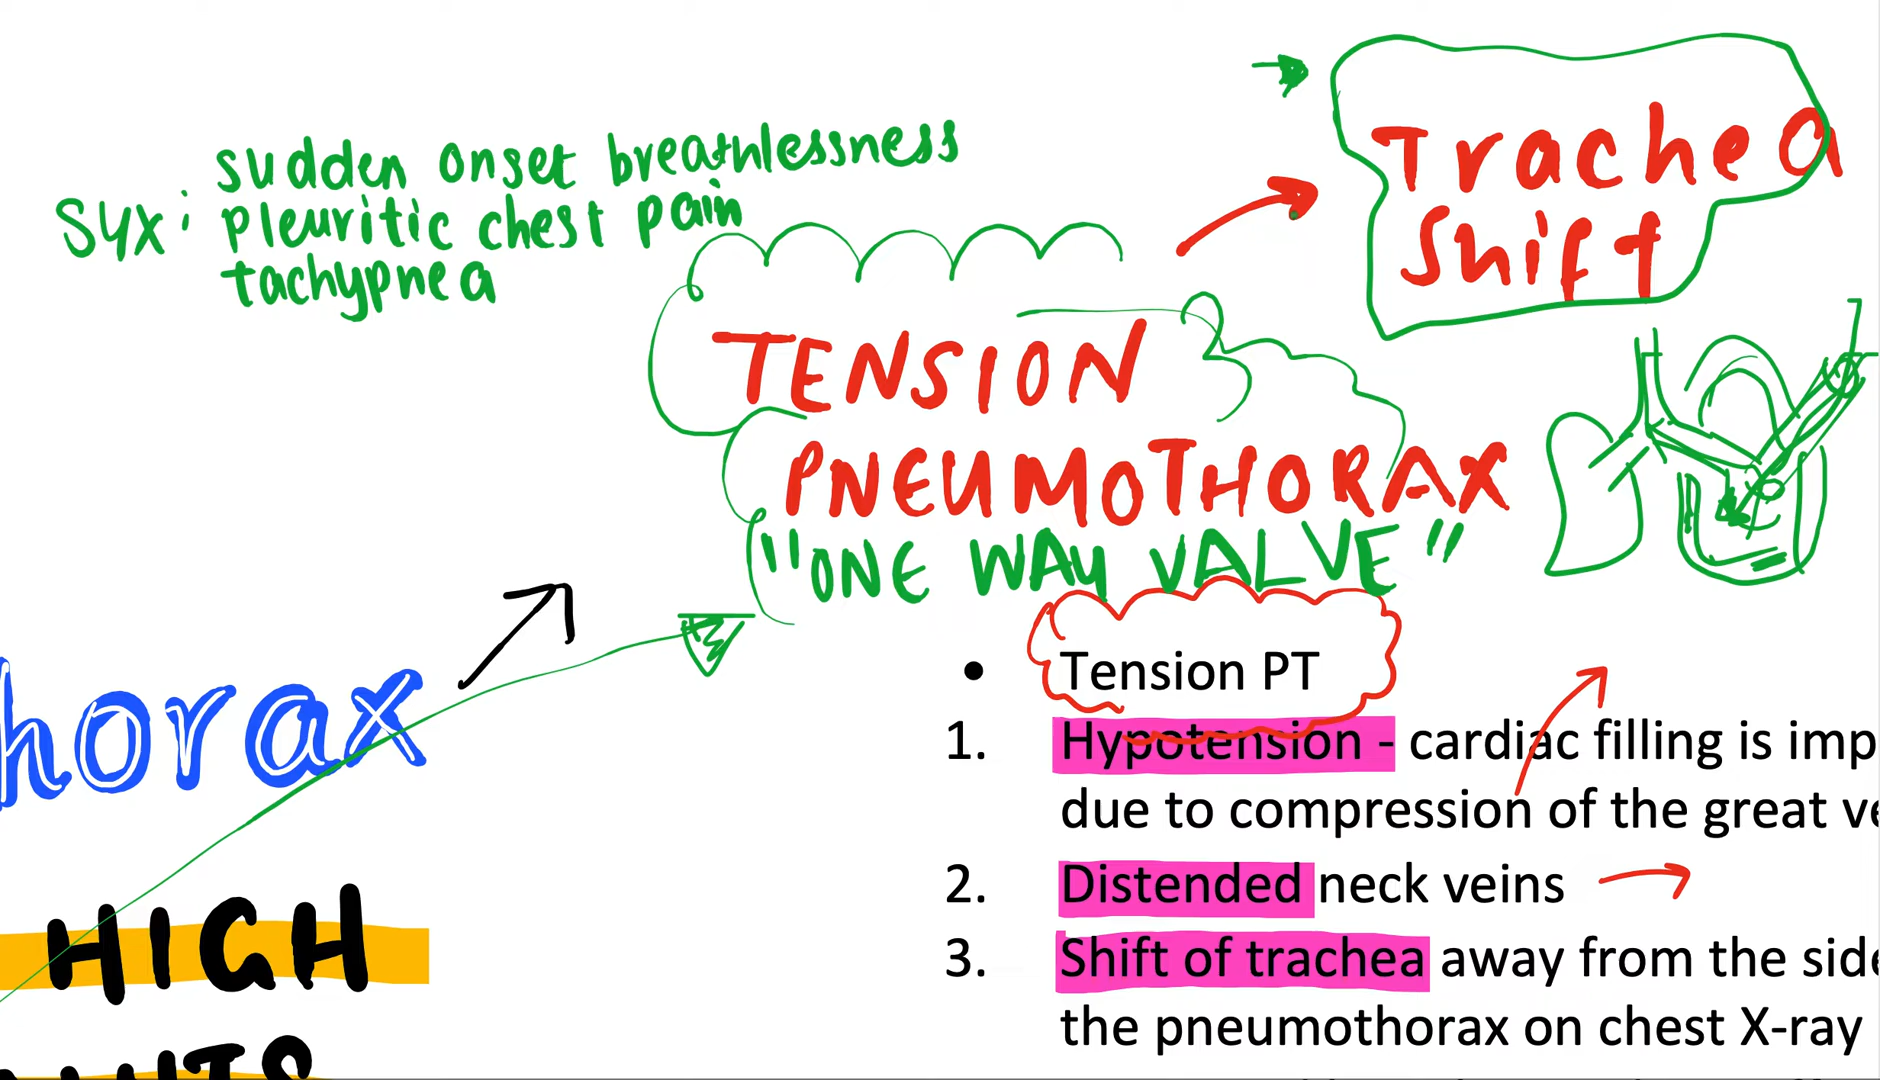 sudden onset breathlessness
Syx: pleuritic chest pain
tachypnea
Trachea
Shift
TENSION
PNEUMOTHORAX
"ONE WAY VALVE"
• Tension PT
1. Hypotension - cardiac filling is imp
due to compression of the great ve
2. Distended neck veins
3. Shift of trachea away from the side
the pneumothorax on chest X-ray
horax
HIGH